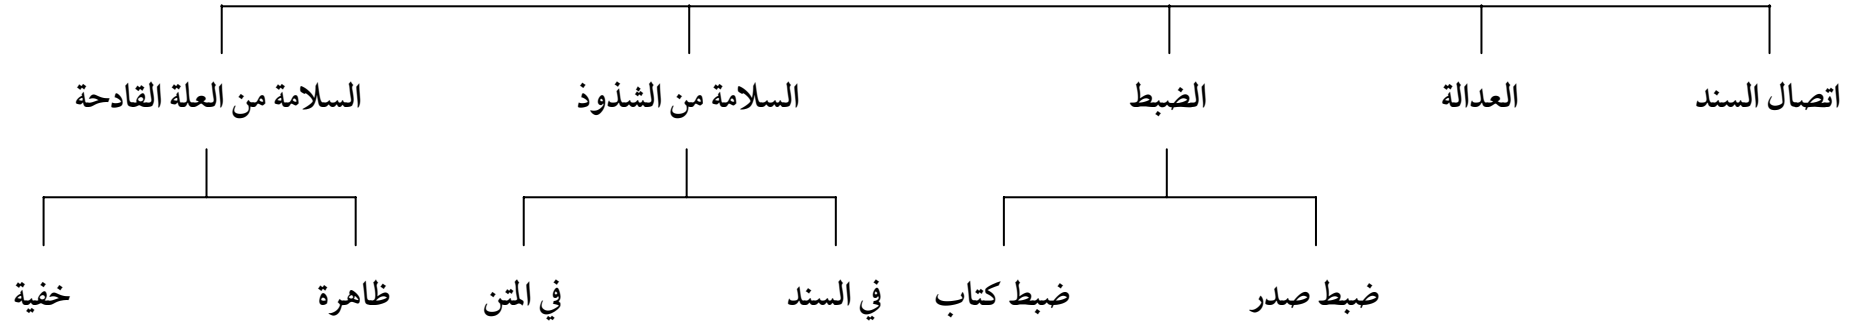 اتصال السند العدالة الضبط السلامة من الشذوذ السلامة من العلة القادحة
ضبط صدر ضبط كتاب في السند في المتن ظاهرة خفية